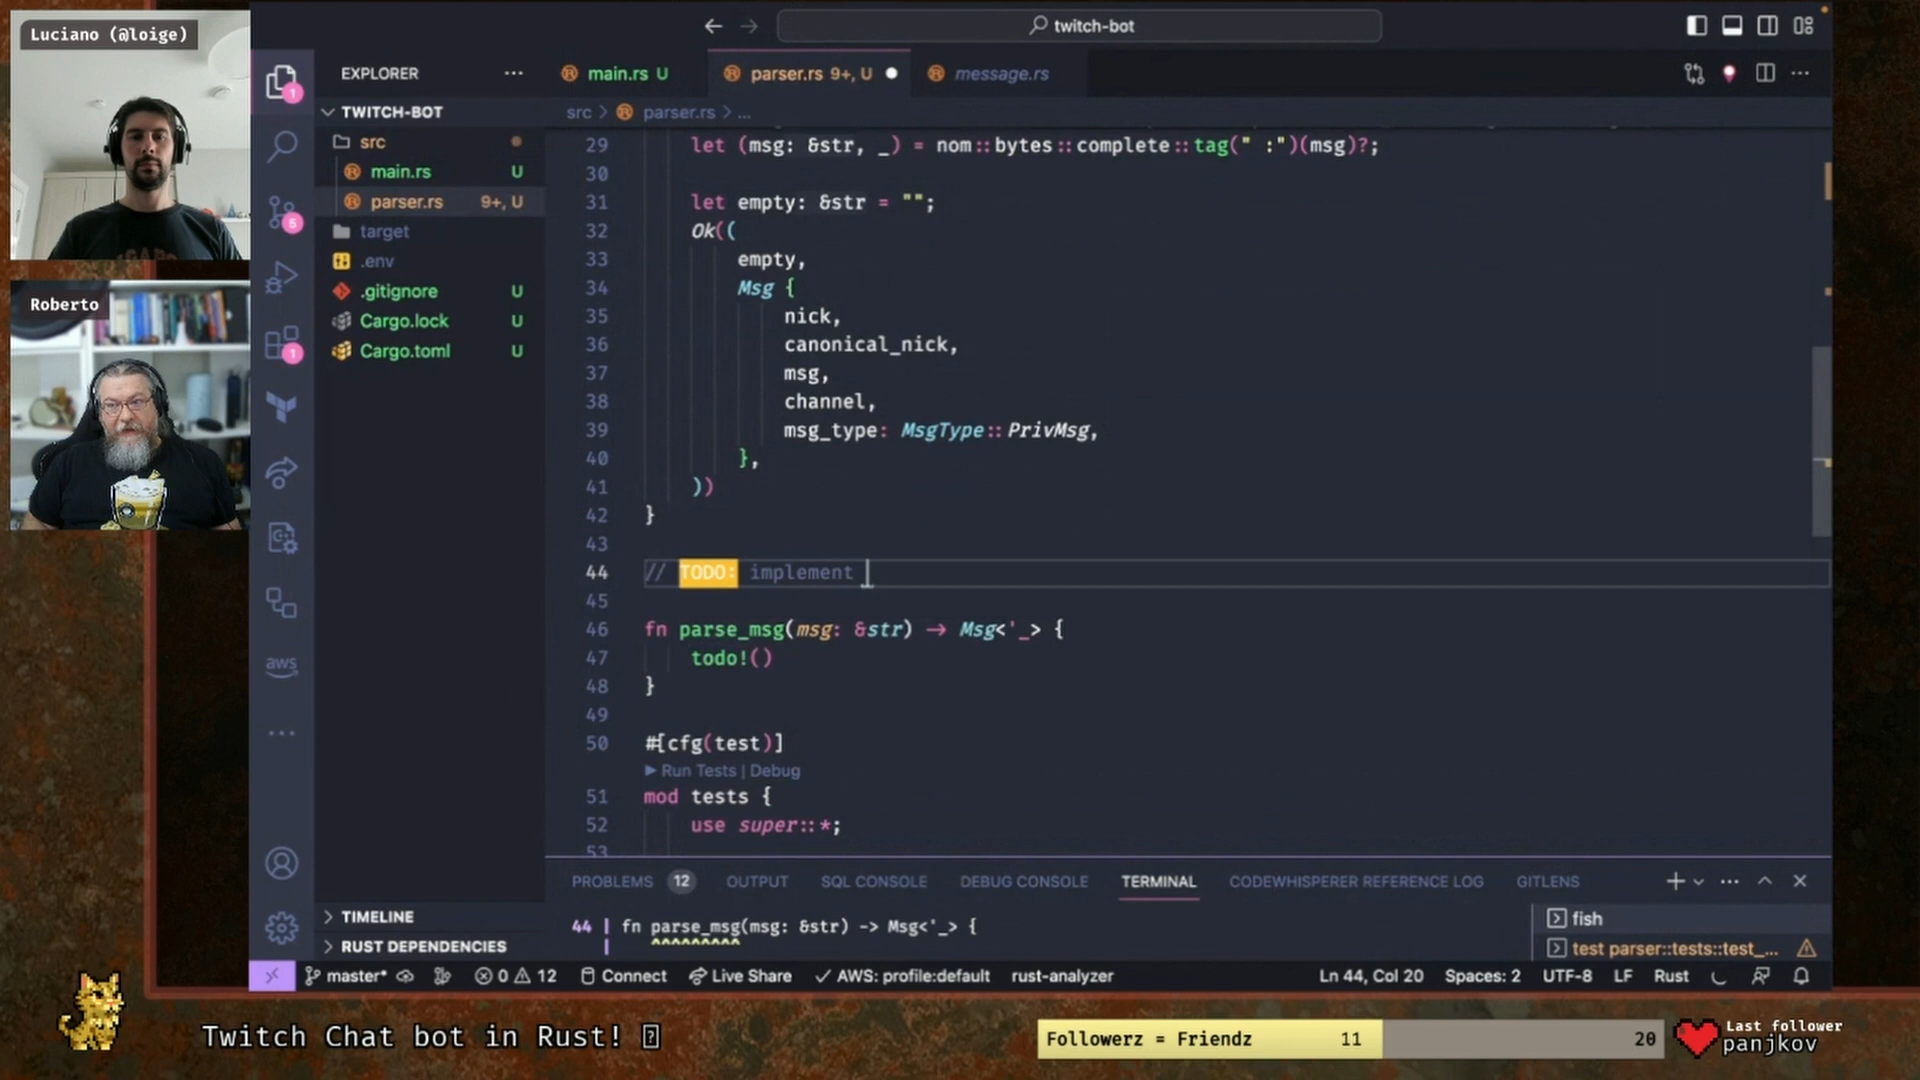 Luciano (@loige)
Roberto
twitch-bot
EXPLORER
TWITCH-BOT
src
main.rs U
parser.rs 9+, U
target
.env
.gitignore U
Cargo.lock U
Cargo.toml U
TIMELINE
RUST DEPENDENCIES
1
5
1
aws
main.rs U
parser.rs 9+, U
message.rs
src > parser.rs > ...
29 let (msg: &str, _) = nom::bytes::complete::tag(" :")(msg)?;
30
31 let empty: &str = "";
32 Ok((
33 empty,
34 Msg {
35 nick,
36 canonical_nick,
37 msg,
38 channel,
39 msg_type: MsgType::PrivMsg,
40 },
41 ))
42 }
43
44 // TODO: implement
45
46 fn parse_msg(msg: &str) → Msg<'_> {
47 todo!()
48 }
49
50 #[cfg(test)]
Run Tests | Debug
51 mod tests {
52 use super::*;
53
PROBLEMS 12 OUTPUT SQL CONSOLE DEBUG CONSOLE TERMINAL CODEWHISPERER REFERENCE LOG GITLENS
44 | fn parse_msg(msg: &str) -> Msg<'_> {
| ^^^^^^^^^
fish
test parser::tests::test_...
master* 0 12 Connect Live Share AWS: profile:default rust-analyzer Ln 44, Col 20 Spaces: 2 UTF-8 LF Rust
Twitch Chat bot in Rust!
Followerz = Friendz 11 20
Last follower
panjkov